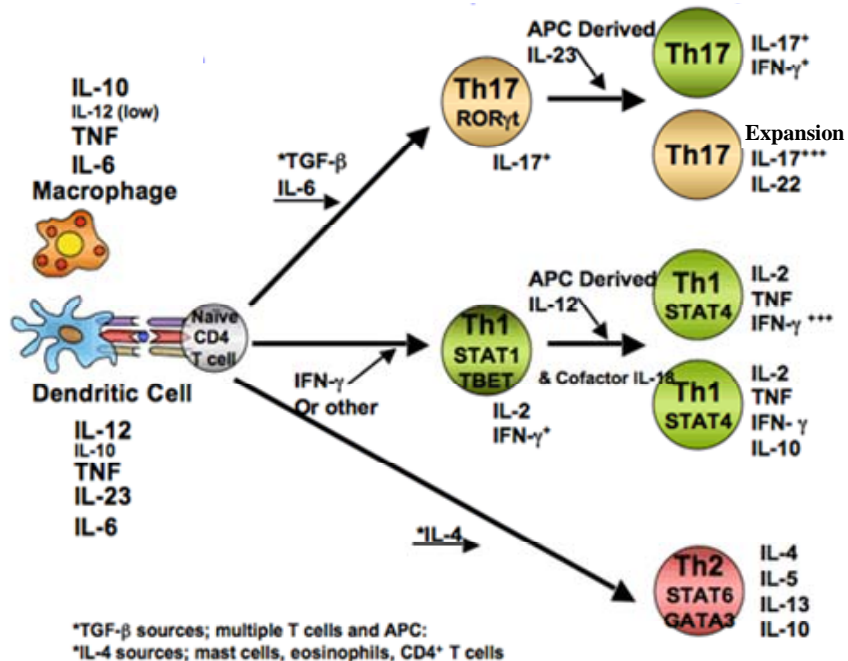 IL-10
IL-12 (low)
TNF
IL-6
Macrophage
Dendritic Cell
IL-12
IL-10
TNF
IL-23
IL-6
Naïve
CD4
T cell
*TGF-β
IL-6
Th17
RORγt
IL-17⁺
APC Derived
IL-23
Th17
IL-17⁺
IFN-γ⁺
Th17
Expansion
IL-17⁺⁺⁺
IL-22
IFN-γ
Or other
Th1
STAT1
TBET
IL-2
IFN-γ⁺
APC Derived
IL-12
& Cofactor IL-18
Th1
STAT4
IL-2
TNF
IFN-γ ⁺⁺⁺
Th1
STAT4
IL-2
TNF
IFN- γ
IL-10
*IL-4
Th2
STAT6
GATA3
IL-4
IL-5
IL-13
IL-10
*TGF-β sources; multiple T cells and APC:
*IL-4 sources; mast cells, eosinophils, CD4⁺ T cells